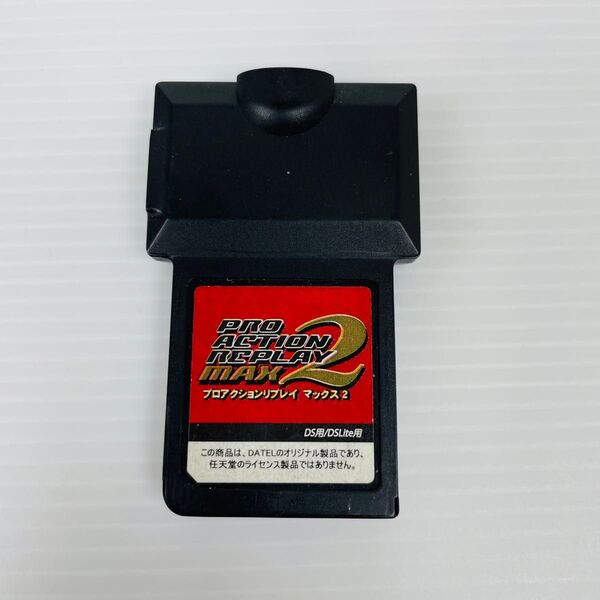 PRO
ACTION
REPLAY
MAX 2
プロアクションリプレイ マックス2
DS用/DSLite用
この商品は、DATELのオリジナル製品であり、
任天堂のライセンス製品ではありません。